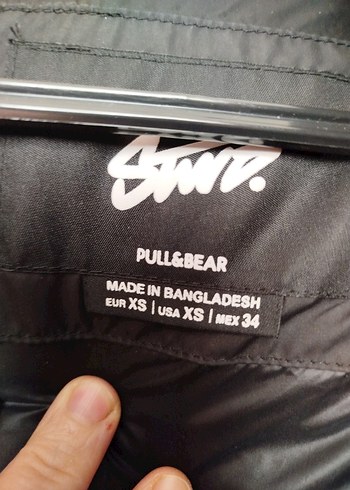 STWD.
PULL&BEAR
MADE IN BANGLADESH
EUR XS | USA XS | MEX 34